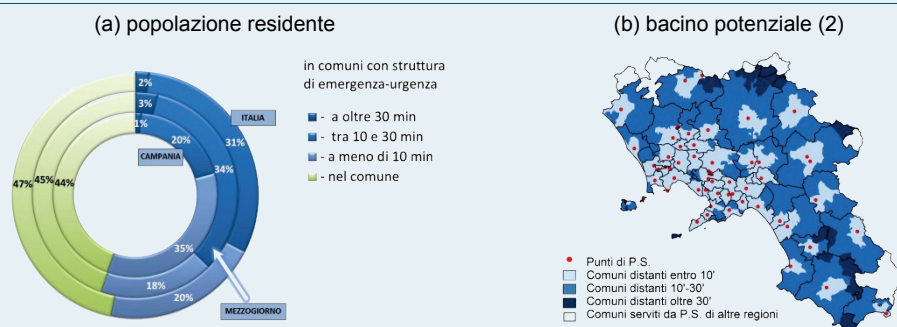 (a) popolazione residente
(b) bacino potenziale (2)
in comuni con struttura
di emergenza-urgenza
- a oltre 30 min
- tra 10 e 30 min
- a meno di 10 min
- nel comune
2%
3%
1%
20%
ITALIA
31%
34%
CAMPANIA
47%
45%
44%
35%
18%
20%
MEZZOGIORNO
Punti di P.S.
Comuni distanti entro 10'
Comuni distanti 10'-30'
Comuni distanti oltre 30'
Comuni serviti da P.S. di altre regioni